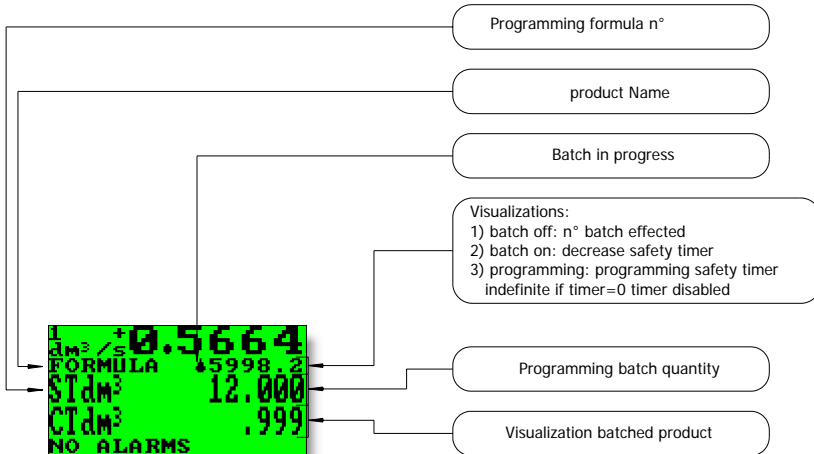 Programming formula n°
product Name
Batch in progress
Visualizations:
1) batch off: n° batch effected
2) batch on: decrease safety timer
3) programming: programming safety timer
indefinite if timer=0 timer disabled
1 + 0.5664
dm³/s
FORMULA 5998.2
STdm³ 12.000
Programming batch quantity
CTdm³ .999
Visualization batched product
NO ALARMS